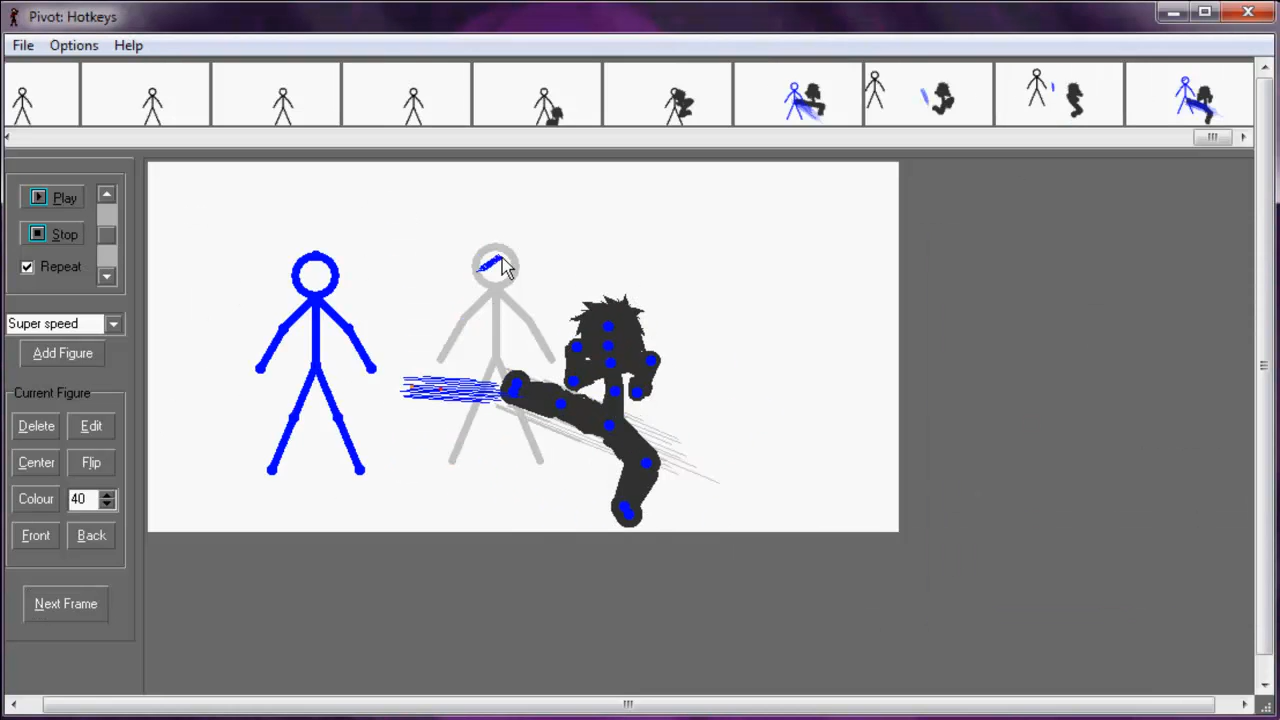 Pivot: Hotkeys
File Options Help
Play
Stop
Repeat
Super speed
Add Figure
Current Figure
Delete Edit
Center Flip
Colour 40
Front Back
Next Frame